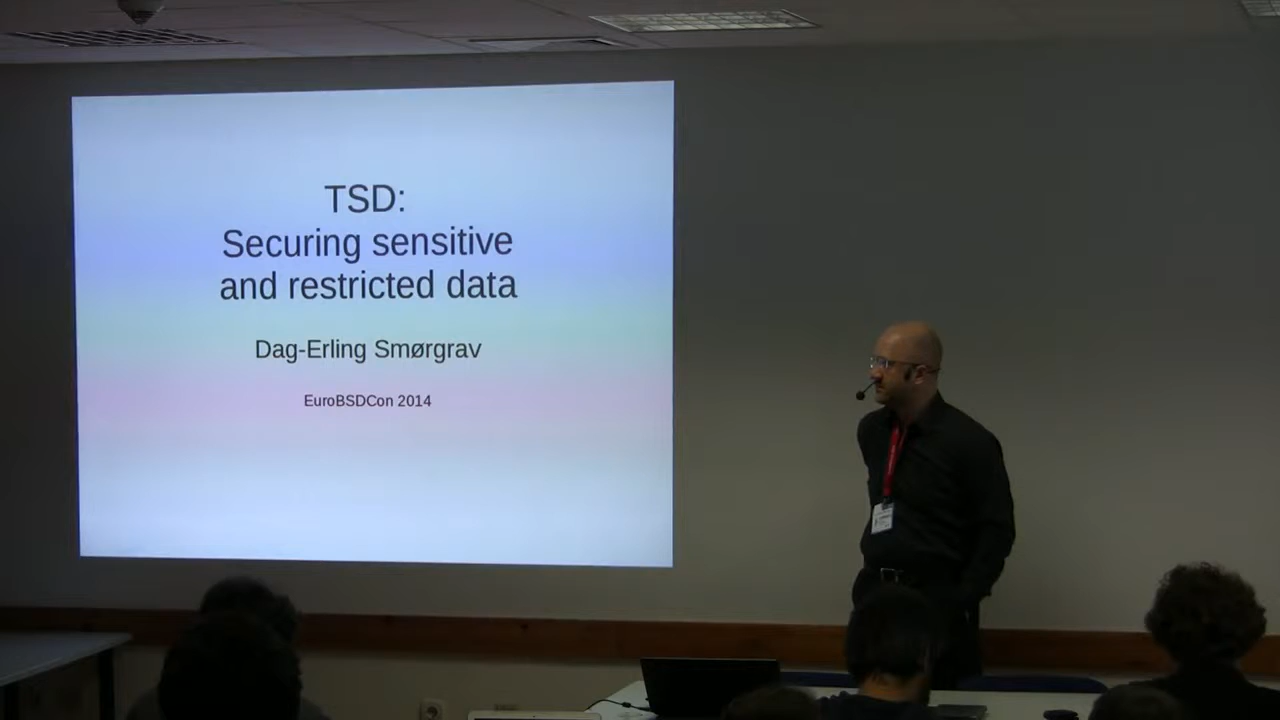 TSD:
Securing sensitive
and restricted data
Dag-Erling Smørgrav
EuroBSDCon 2014